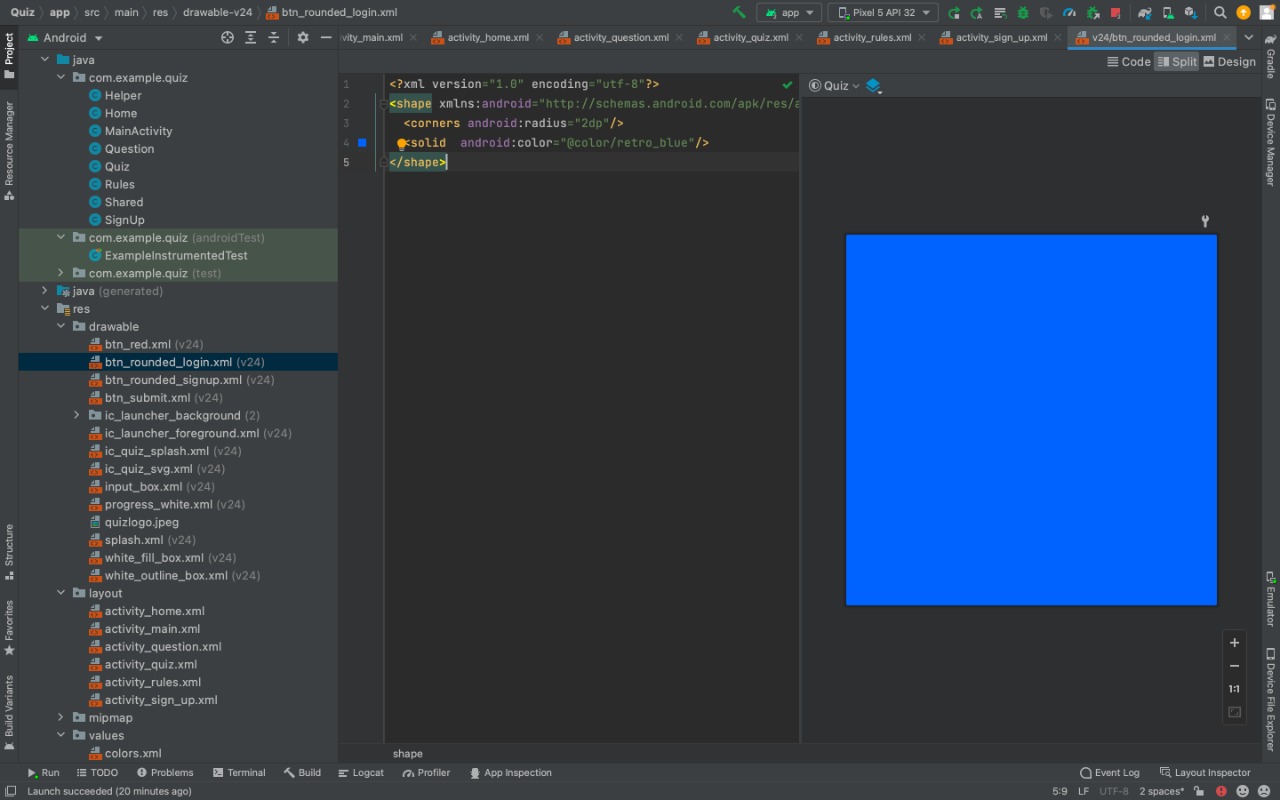 Quiz app src main res drawable-v24 btn_rounded_login.xml
app
Pixel 5 API 32
Android
ivity_main.xml activity_home.xml activity_question.xml activity_quiz.xml activity_rules.xml activity_sign_up.xml v24/btn_rounded_login.xml
Code Split Design
Quiz
Project
Resource Manager
Structure
Favorites
Build Variants
java
com.example.quiz
Helper
Home
MainActivity
Question
Quiz
Rules
Shared
SignUp
com.example.quiz (androidTest)
ExampleInstrumentedTest
com.example.quiz (test)
java (generated)
res
drawable
btn_red.xml (v24)
btn_rounded_login.xml (v24)
btn_rounded_signup.xml (v24)
btn_submit.xml (v24)
ic_launcher_background (2)
ic_launcher_foreground.xml (v24)
ic_quiz_splash.xml (v24)
ic_quiz_svg.xml (v24)
input_box.xml (v24)
progress_white.xml (v24)
quizlogo.jpeg
splash.xml (v24)
white_fill_box.xml (v24)
white_outline_box.xml (v24)
layout
activity_home.xml
activity_main.xml
activity_question.xml
activity_quiz.xml
activity_rules.xml
activity_sign_up.xml
mipmap
values
colors.xml
1 <?xml version="1.0" encoding="utf-8"?>
2 <shape xmlns:android="http://schemas.android.com/apk/res/a
3 <corners android:radius="2dp"/>
4 <solid android:color="@color/retro_blue"/>
5 </shape>
shape
1:1
Gradle
Device Manager
Emulator
Device File Explorer
Run TODO Problems Terminal Build Logcat Profiler App Inspection Event Log Layout Inspector
Launch succeeded (20 minutes ago) 5:9 LF UTF-8 2 spaces*